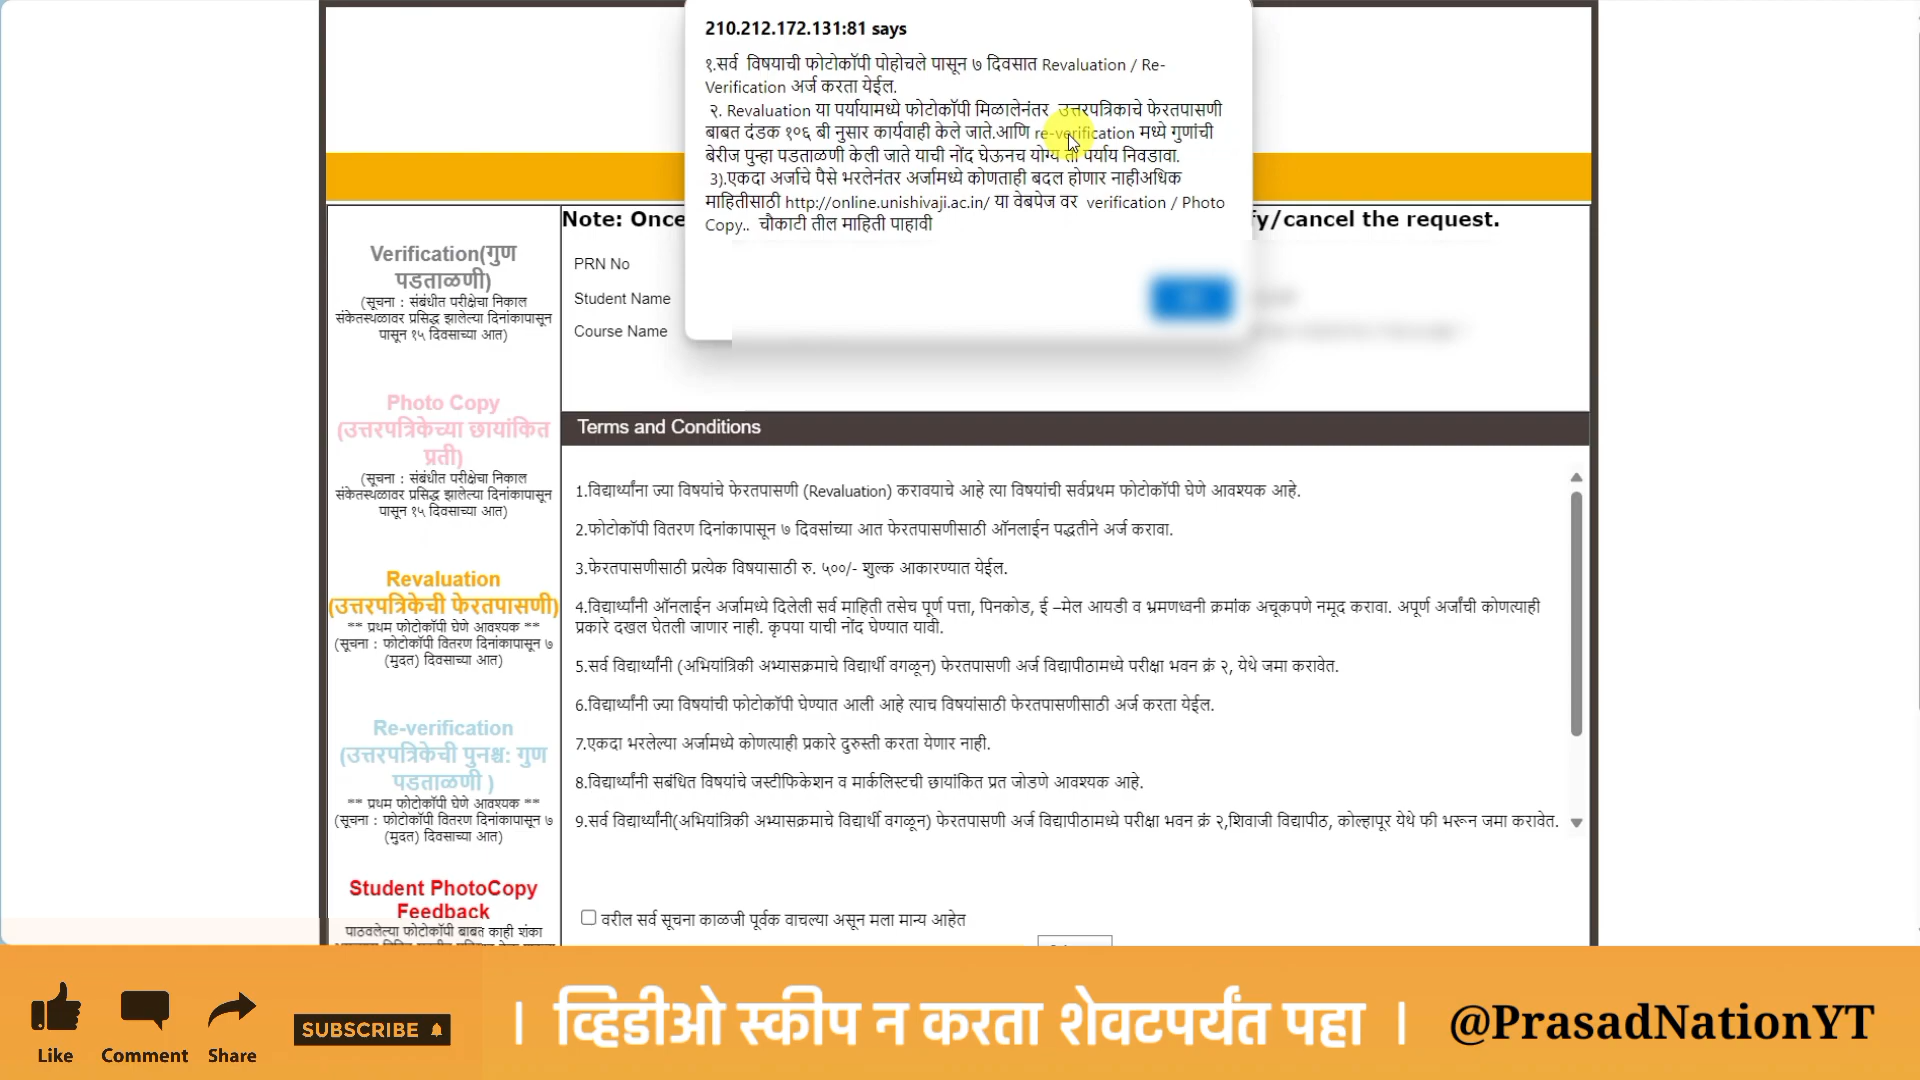 210.212.172.131:81 says
१.सर्व विषयाची फोटोकॉपी पोहोचले पासून ७ दिवसात Revaluation / Re-
Verification अर्ज करता येईल.
२. Revaluation या पर्यायामध्ये फोटोकॉपी मिळालेनंतर उत्तरपत्रिकाचे फेरतपासणी
बाबत दंडक १०६ बी नुसार कार्यवाही केले जाते.आणि re-verification मध्ये गुणांची
बेरीज पुन्हा पडताळणी केली जाते याची नोंद घेऊनच योग्य तो पर्याय निवडावा.
3).एकदा अर्जाचे पैसे भरलेनंतर अर्जामध्ये कोणताही बदल होणार नाहीअधिक
माहितीसाठी http://online.unishivaji.ac.in/ या वेबपेज वर verification / Photo
Copy.. चौकाटी तील माहिती पाहावी
Note: Once
fy/cancel the request.
PRN No
Student Name
Course Name
Verification(गुण
पडताळणी)
(सूचना : संबंधीत परीक्षेचा निकाल
संकेतस्थळावर प्रसिद्ध झालेल्या दिनांकापासून
पासून १५ दिवसाच्या आत)
Photo Copy
(उत्तरपत्रिकेच्या छायांकित
प्रती)
(सूचना : संबंधीत परीक्षेचा निकाल
संकेतस्थळावर प्रसिद्ध झालेल्या दिनांकापासून
पासून १५ दिवसाच्या आत)
Revaluation
(उत्तरपत्रिकेची फेरतपासणी)
** प्रथम फोटोकॉपी घेणे आवश्यक **
(सूचना : फोटोकॉपी वितरण दिनांकापासून ७
(मुदत) दिवसाच्या आत)
Re-verification
(उत्तरपत्रिकेची पुनश्च: गुण
पडताळणी )
** प्रथम फोटोकॉपी घेणे आवश्यक **
(सूचना : फोटोकॉपी वितरण दिनांकापासून ७
(मुदत) दिवसाच्या आत)
Student PhotoCopy
Feedback
पाठवलेल्या फोटोकॉपी बाबत काही शंका
Terms and Conditions
1.विद्यार्थ्यांना ज्या विषयांचे फेरतपासणी (Revaluation) करावयाचे आहे त्या विषयांची सर्वप्रथम फोटोकॉपी घेणे आवश्यक आहे.
2.फोटोकॉपी वितरण दिनांकापासून ७ दिवसांच्या आत फेरतपासणीसाठी ऑनलाईन पद्धतीने अर्ज करावा.
3.फेरतपासणीसाठी प्रत्येक विषयासाठी रु. ५००/- शुल्क आकारण्यात येईल.
4.विद्यार्थ्यांनी ऑनलाईन अर्जामध्ये दिलेली सर्व माहिती तसेच पूर्ण पत्ता, पिनकोड, ई –मेल आयडी व भ्रमणध्वनी क्रमांक अचूकपणे नमूद करावा. अपूर्ण अर्जांची कोणत्याही
प्रकारे दखल घेतली जाणार नाही. कृपया याची नोंद घेण्यात यावी.
5.सर्व विद्यार्थ्यांनी (अभियांत्रिकी अभ्यासक्रमाचे विद्यार्थी वगळून) फेरतपासणी अर्ज विद्यापीठामध्ये परीक्षा भवन क्रं २, येथे जमा करावेत.
6.विद्यार्थ्यांनी ज्या विषयांची फोटोकॉपी घेण्यात आली आहे त्याच विषयांसाठी फेरतपासणीसाठी अर्ज करता येईल.
7.एकदा भरलेल्या अर्जामध्ये कोणत्याही प्रकारे दुरुस्ती करता येणार नाही.
8.विद्यार्थ्यांनी सबंधित विषयांचे जस्टीफिकेशन व मार्कलिस्टची छायांकित प्रत जोडणे आवश्यक आहे.
9.सर्व विद्यार्थ्यांनी(अभियांत्रिकी अभ्यासक्रमाचे विद्यार्थी वगळून) फेरतपासणी अर्ज विद्यापीठामध्ये परीक्षा भवन क्रं २,शिवाजी विद्यापीठ, कोल्हापूर येथे फी भरून जमा करावेत.
वरील सर्व सूचना काळजी पूर्वक वाचल्या असून मला मान्य आहेत
Like
Comment
Share
SUBSCRIBE
। व्हिडीओ स्कीप न करता शेवटपर्यंत पहा ।
@PrasadNationYT